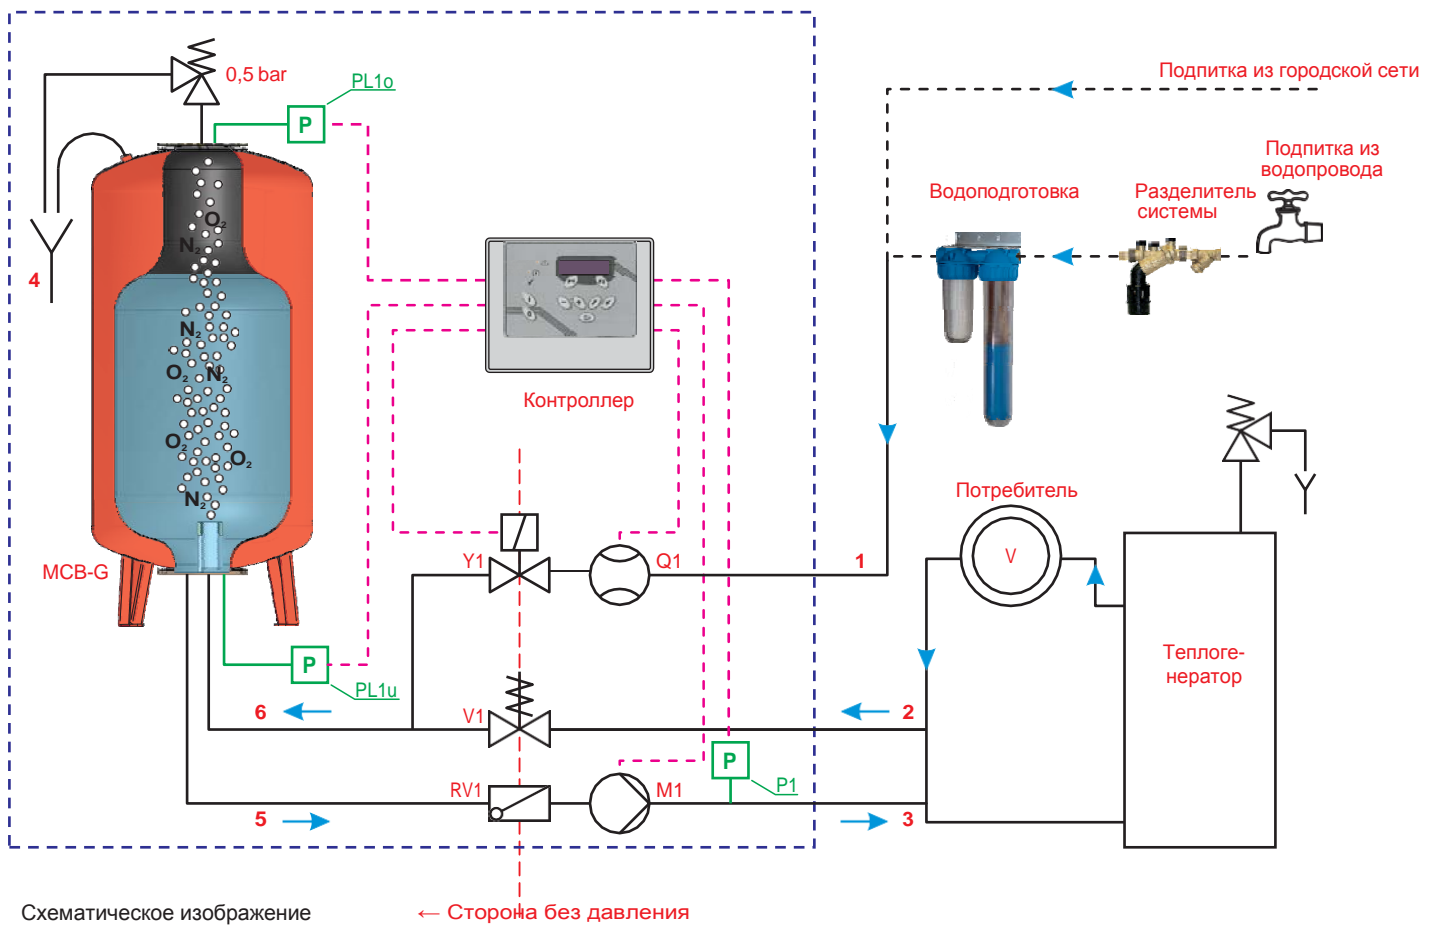 0,5 bar
PL1o
P
Подпитка из городской сети
Подпитка из
водопровода
Водоподготовка
Разделитель
системы
O₂
N₂
4
N₂
O₂
N₂
Контроллер
O₂
O₂
N₂
Потребитель
V
MCB-G
Y1
Q1
1
P
PL1u
Теплоге-
нератор
6
V1
2
P
P1
RV1
M1
5
3
Схематическое изображение
← Сторона без давления